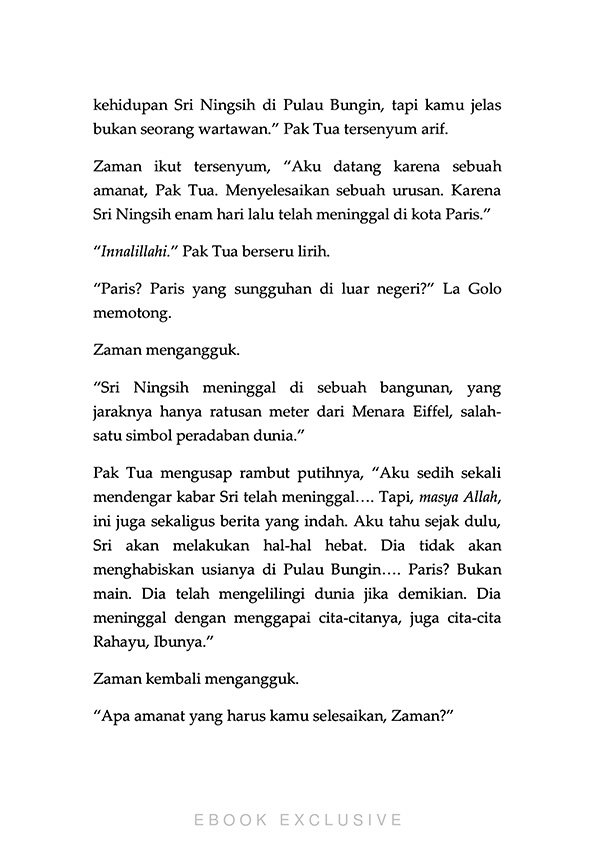 kehidupan Sri Ningsih di Pulau Bungin, tapi kamu jelas
bukan seorang wartawan.” Pak Tua tersenyum arif.
Zaman ikut tersenyum, “Aku datang karena sebuah
amanat, Pak Tua. Menyelesaikan sebuah urusan. Karena
Sri Ningsih enam hari lalu telah meninggal di kota Paris.”
“Innalillahi.” Pak Tua berseru lirih.
“Paris? Paris yang sungguhan di luar negeri?” La Golo
memotong.
Zaman mengangguk.
“Sri Ningsih meninggal di sebuah bangunan, yang
jaraknya hanya ratusan meter dari Menara Eiffel, salah-
satu simbol peradaban dunia.”
Pak Tua mengusap rambut putihnya, “Aku sedih sekali
mendengar kabar Sri telah meninggal…. Tapi, masya Allah,
ini juga sekaligus berita yang indah. Aku tahu sejak dulu,
Sri akan melakukan hal-hal hebat. Dia tidak akan
menghabiskan usianya di Pulau Bungin…. Paris? Bukan
main. Dia telah mengelilingi dunia jika demikian. Dia
meninggal dengan menggapai cita-citanya, juga cita-cita
Rahayu, Ibunya.”
Zaman kembali mengangguk.
“Apa amanat yang harus kamu selesaikan, Zaman?”
EBOOK EXCLUSIVE